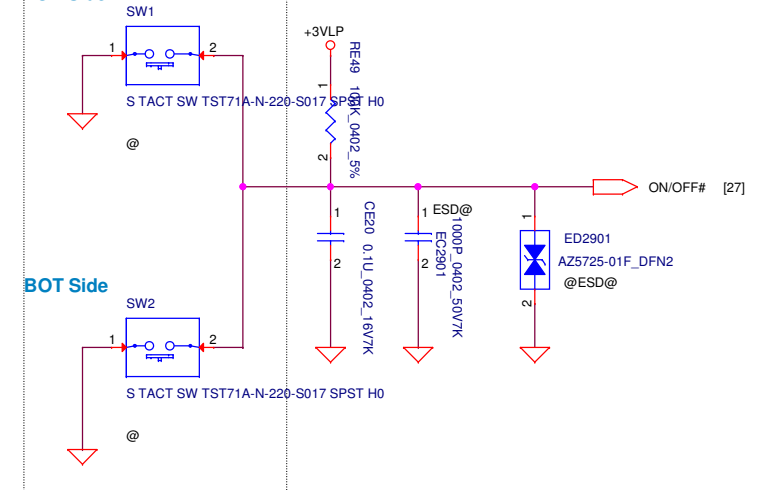 SW1
1
2
S TACT SW TST71A-N-220-S017 SPST H0
@
+3VLP
1
RE49
2
ON/OFF# [27]
1
CE20 0.1U_0402_16V7K
2
1
ESD@
EC2901
1000P_0402_50V7K
2
1
ED2901
AZ5725-01F_DFN2
@ESD@
2
BOT Side
SW2
1
2
S TACT SW TST71A-N-220-S017 SPST H0
@